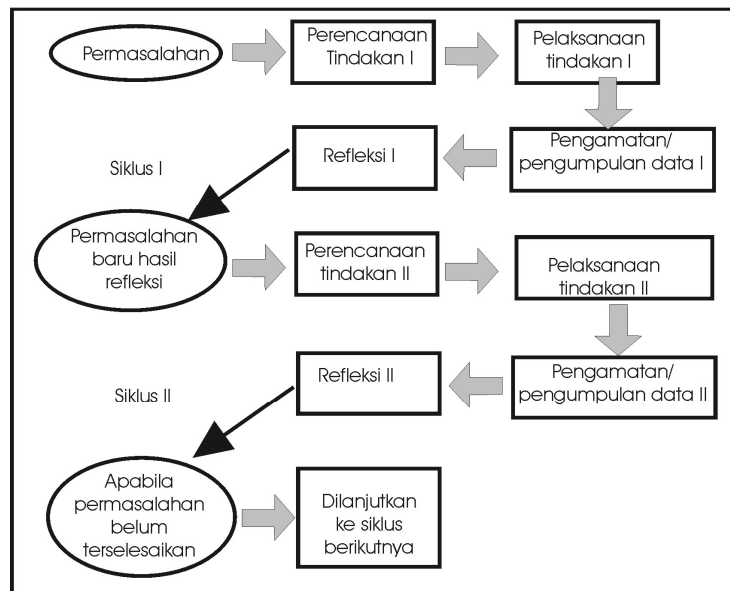 Permasalahan
Perencanaan
Tindakan I
Pelaksanaan
tindakan I
Pengamatan/
pengumpulan data I
Refleksi I
Siklus I
Permasalahan
baru hasil
refleksi
Perencanaan
tindakan II
Pelaksanaan
tindakan II
Pengamatan/
pengumpulan data II
Refleksi II
Siklus II
Apabila
permasalahan
belum
terselesaikan
Dilanjutkan
ke siklus
berikutnya